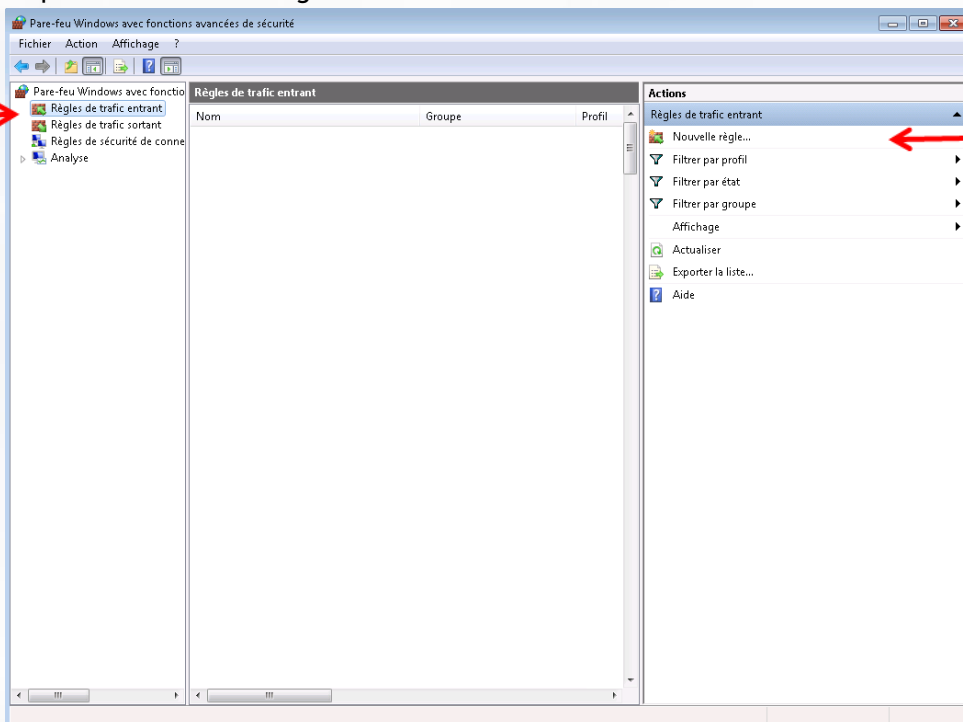 Pare-feu Windows avec fonctions avancées de sécurité
Fichier Action Affichage ?
Pare-feu Windows avec fonctio
Règles de trafic entrant
Règles de trafic sortant
Règles de sécurité de conne
Analyse
Règles de trafic entrant
Nom Groupe Profil
Actions
Règles de trafic entrant
Nouvelle règle...
Filtrer par profil
Filtrer par état
Filtrer par groupe
Affichage
Actualiser
Exporter la liste...
Aide